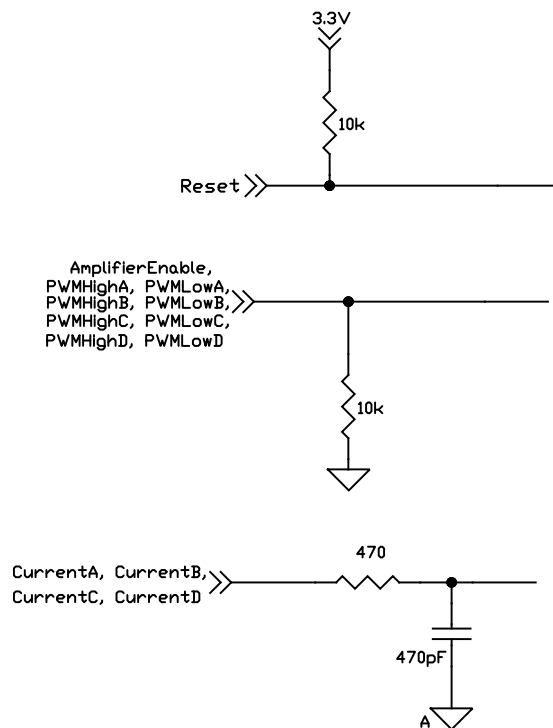 3.3V
10k
Reset
AmplifierEnable,
PWMHighA, PWMLowA,
PWMHighB, PWMLowB,
PWMHighC, PWMLowC,
PWMHighD, PWMLowD
10k
470
CurrentA, CurrentB,
CurrentC, CurrentD
470pF
A